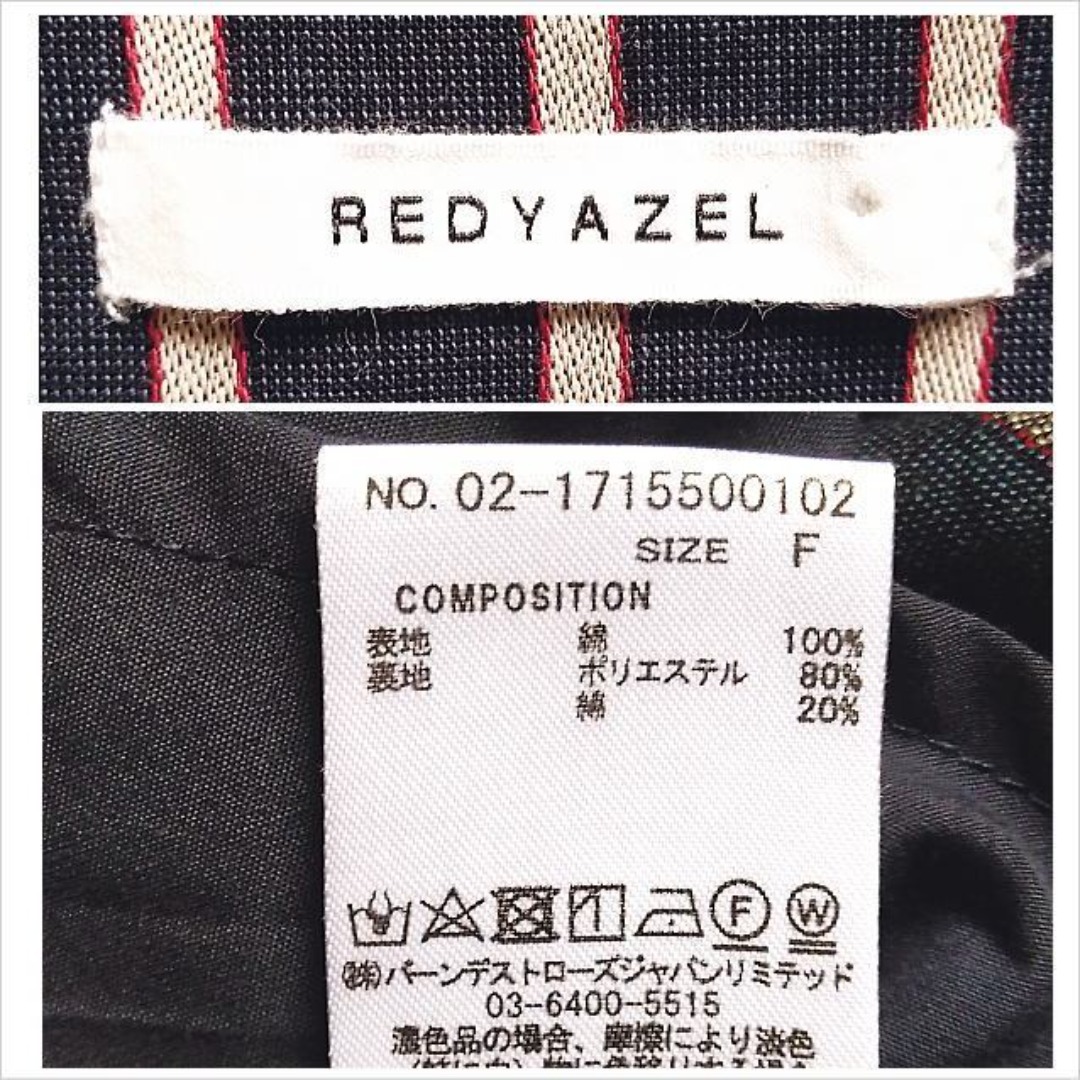 REDYAZEL
NO. 02-1715500102
SIZE F
COMPOSITION
表地 綿 100%
裏地 ポリエステル 80%
綿 20%
F W
㈱バーンデストローズジャパンリミテッド
03-6400-5515
濃色品の場合、摩擦により淡色